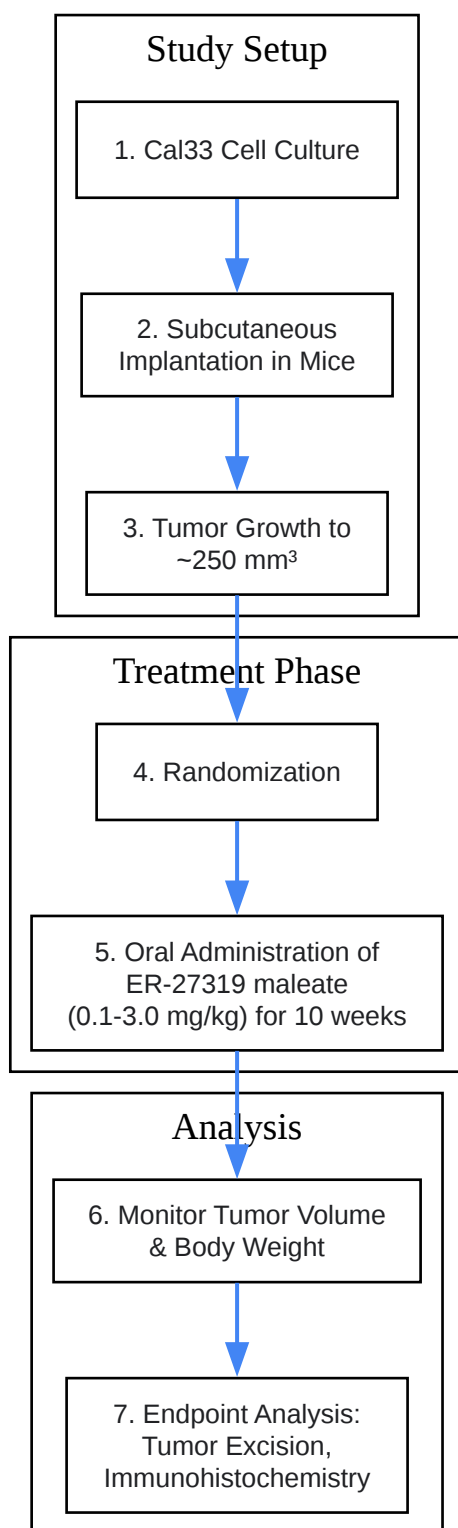 Study Setup
1. Cal33 Cell Culture
2. Subcutaneous
Implantation in Mice
3. Tumor Growth to
~250 mm³
Treatment Phase
4. Randomization
5. Oral Administration of
ER-27319 maleate
(0.1-3.0 mg/kg) for 10 weeks
Analysis
6. Monitor Tumor Volume
& Body Weight
7. Endpoint Analysis:
Tumor Excision,
Immunohistochemistry